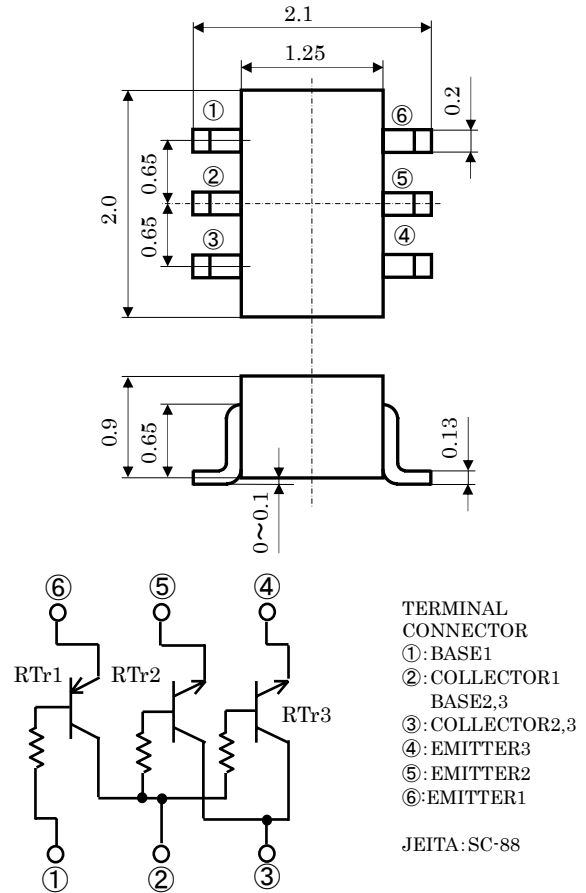 2.1
1.25
①
⑥
0.2
0.65
②
⑤
2.0
0.65
③
④
0.9
0.65
0.13
0~0.1
⑥
⑤
④
RTr1
RTr2
RTr3
①
②
③
TERMINAL
CONNECTOR
①:BASE1
②:COLLECTOR1
BASE2,3
③:COLLECTOR2,3
④:EMITTER3
⑤:EMITTER2
⑥:EMITTER1
JEITA:SC-88